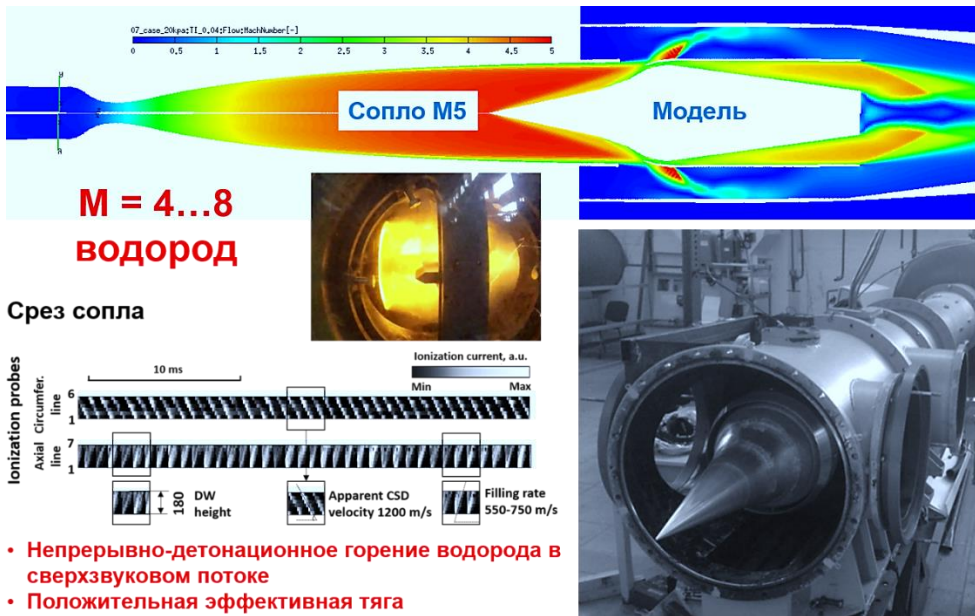 07_case_20kpa;TI_0.04;Flow;MachNumber[-]
0 0,5 1 1,5 2 2,5 3 3,5 4 4,5 5
Сопло М5
Модель
М = 4…8
водород
Срез сопла
Ionization probes
Circumfer. line
Axial line
10 ms
Ionization current, a.u.
Min Max
6
1
7
1
180
DW
height
Apparent CSD
velocity 1200 m/s
Filling rate
550-750 m/s
• Непрерывно-детонационное горение водорода в
сверхзвуковом потоке
• Положительная эффективная тяга